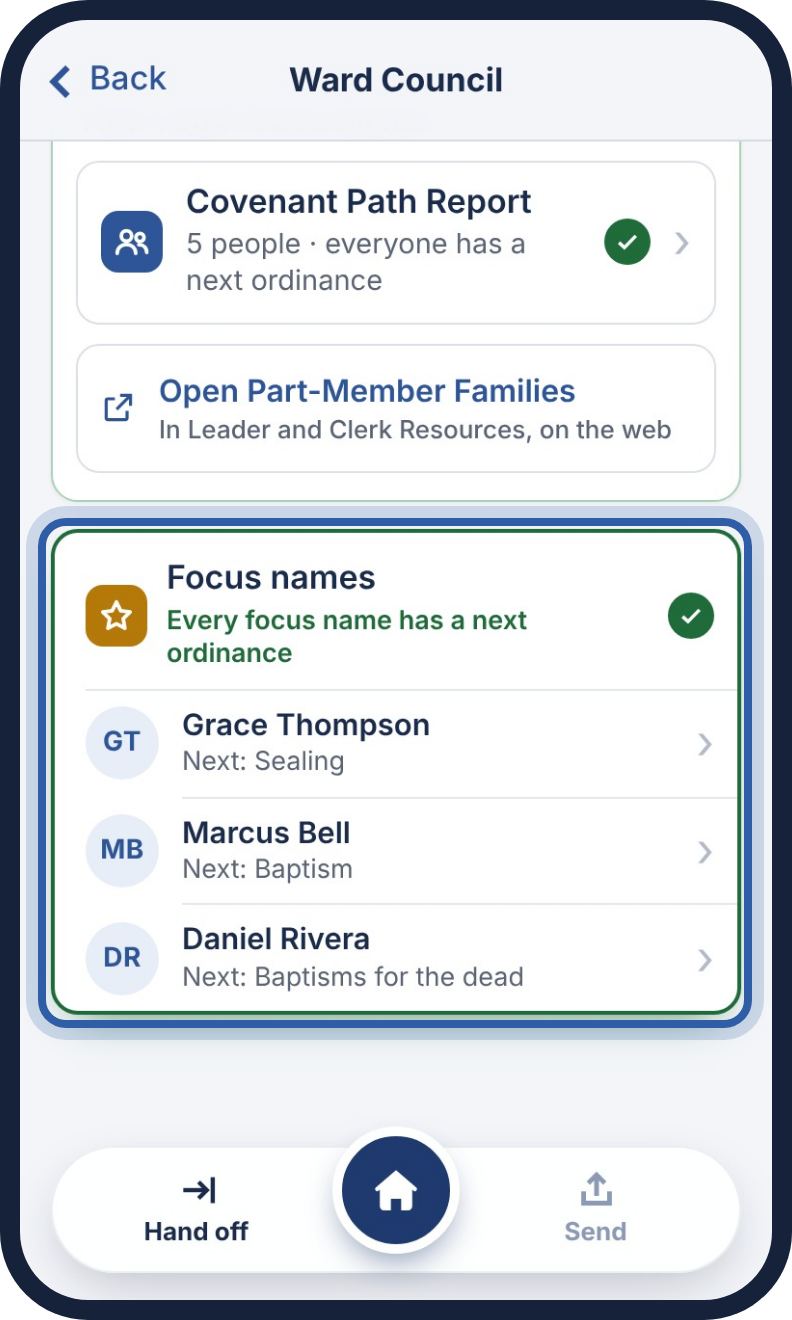 Back
Ward Council
Covenant Path Report
5 people · everyone has a
next ordinance
Open Part-Member Families
In Leader and Clerk Resources, on the web
Focus names
Every focus name has a next
ordinance
GT
Grace Thompson
Next: Sealing
MB
Marcus Bell
Next: Baptism
DR
Daniel Rivera
Next: Baptisms for the dead
Hand off
Send